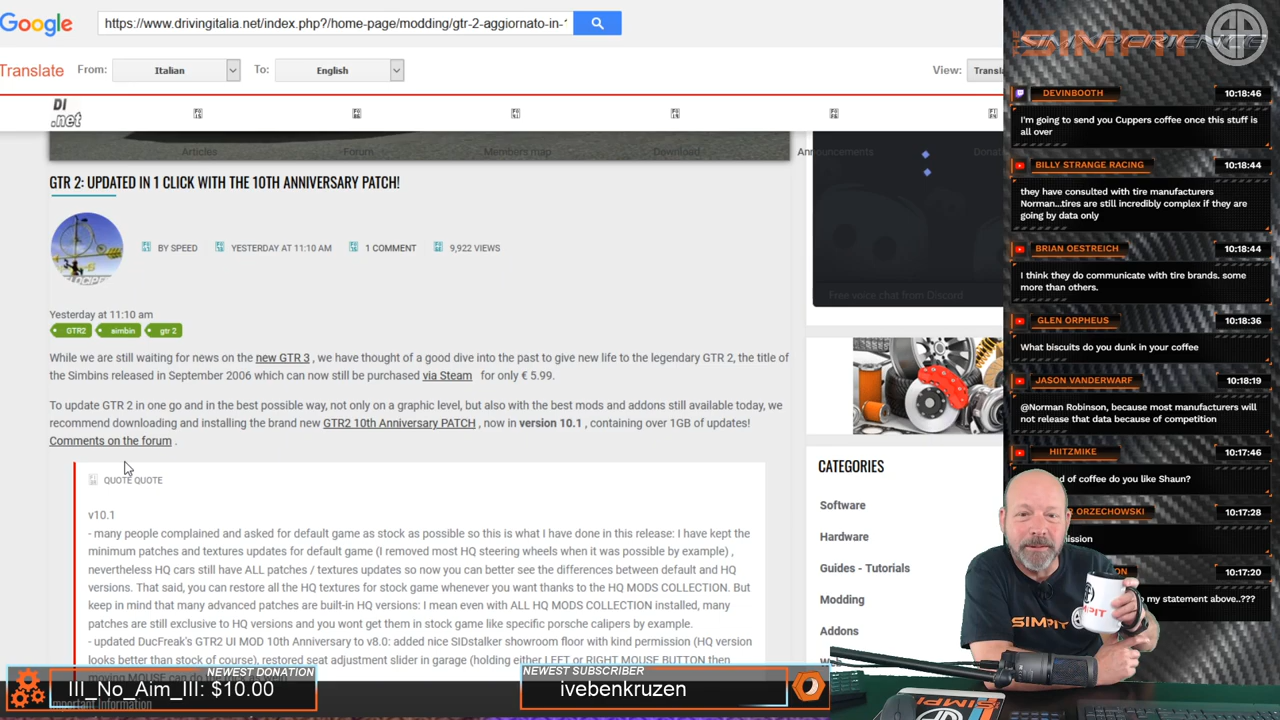 Google
https://www.drivingitalia.net/index.php?/home-page/modding/gtr-2-aggiornato-in-1
Translate From: Italian To: English View: Transla
DI
.net
Articles Forum Members map Download Announcements Donat
GTR 2: UPDATED IN 1 CLICK WITH THE 10TH ANNIVERSARY PATCH!
BY SPEED YESTERDAY AT 11:10 AM 1 COMMENT 9,922 VIEWS
Yesterday at 11:10 am
GTR2 simbin gtr 2
While we are still waiting for news on the new GTR 3 , we have thought of a good dive into the past to give new life to the legendary GTR 2, the title of
the Simbins released in September 2006 which can now still be purchased via Steam for only € 5.99.
To update GTR 2 in one go and in the best possible way, not only on a graphic level, but also with the best mods and addons still available today, we
recommend downloading and installing the brand new GTR2 10th Anniversary PATCH , now in version 10.1 , containing over 1GB of updates!
Comments on the forum .
QUOTE QUOTE
v10.1
- many people complained and asked for default game as stock as possible so this is what I have done in this release: I have kept the
minimum patches and textures updates for default game (I removed most HQ steering wheels when it was possible by example) ,
nevertheless HQ cars still have ALL patches / textures updates so now you can better see the differences between default and HQ
versions. That said, you can restore all the HQ textures for stock game whenever you want thanks to the HQ MODS COLLECTION. But
keep in mind that many advanced patches are built-in HQ versions: I mean even with ALL HQ MODS COLLECTION installed, many
patches are still exclusive to HQ versions and you wont get them in stock game like specific porsche calipers by example.
- updated DucFreak's GTR2 UI MOD 10th Anniversary to v8.0: added nice SIDstalker showroom floor with kind permission (HQ version
looks better than stock of course), restored seat adjustment slider in garage (holding either LEFT or RIGHT MOUSE BUTTON then
Important Information
Free voice chat from Discord
CATEGORIES
Software
Hardware
Guides - Tutorials
Modding
Addons
NEWEST DONATION
III_No_Aim_III: $10.00
NEWEST SUBSCRIBER
ivebenkruzen
DEVINBOOTH 10:18:46
I'm going to send you Cuppers coffee once this stuff is
all over
BILLY STRANGE RACING 10:18:44
they have consulted with tire manufacturers
Norman...tires are still incredibly complex if they are
going by data only
BRIAN OESTREICH 10:18:44
I think they do communicate with tire brands. some
more than others.
GLEN ORPHEUS 10:18:36
What biscuits do you dunk in your coffee
JASON VANDERWARF 10:18:19
@Norman Robinson, because most manufacturers will
not release that data because of competition
HIITZMIKE 10:17:46
d of coffee do you like Shaun?
ORZECHOWSKI 10:17:28
mission
ON 10:17:20
o my statement above..???
SIMPIT